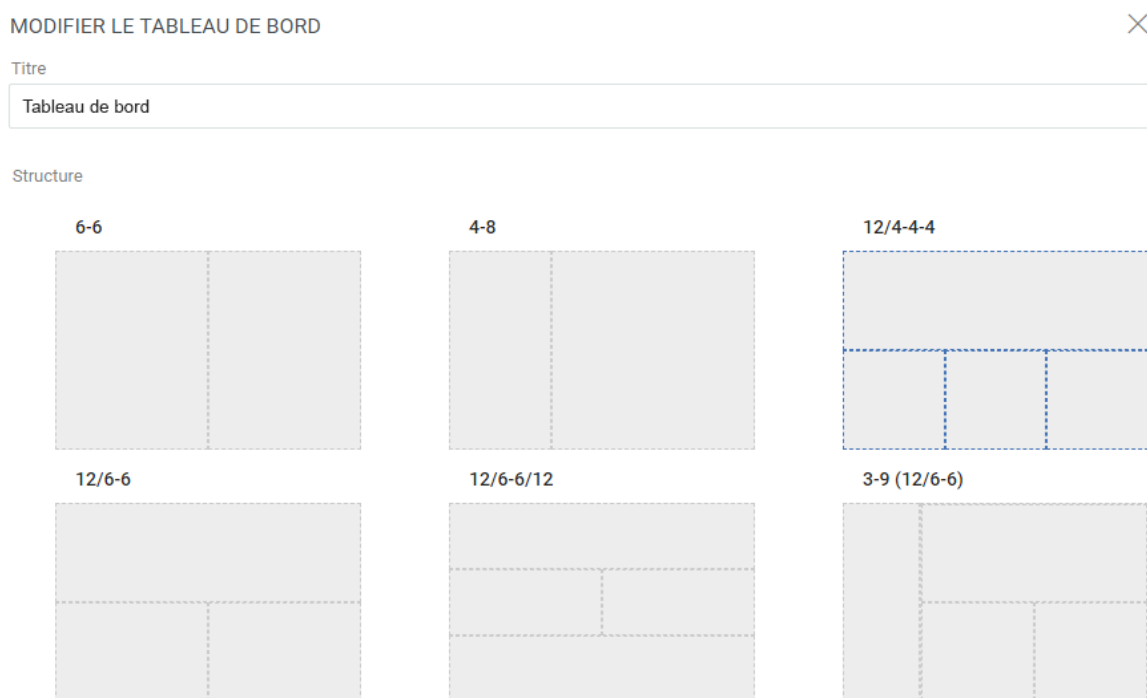 MODIFIER LE TABLEAU DE BORD
Titre
Tableau de bord
Structure
6-6
4-8
12/4-4-4
12/6-6
12/6-6/12
3-9 (12/6-6)